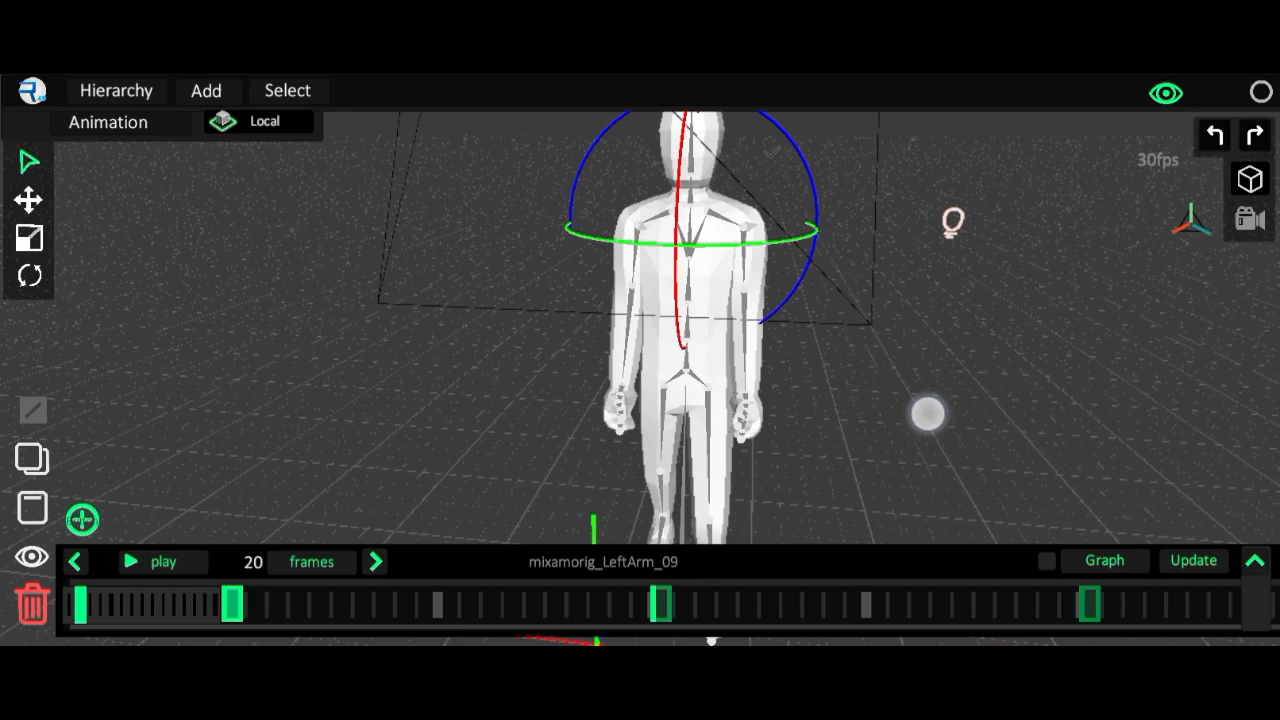 Hierarchy Add Select
Animation Local
30fps
play 20 frames mixamorig_LeftArm_09 Graph Update